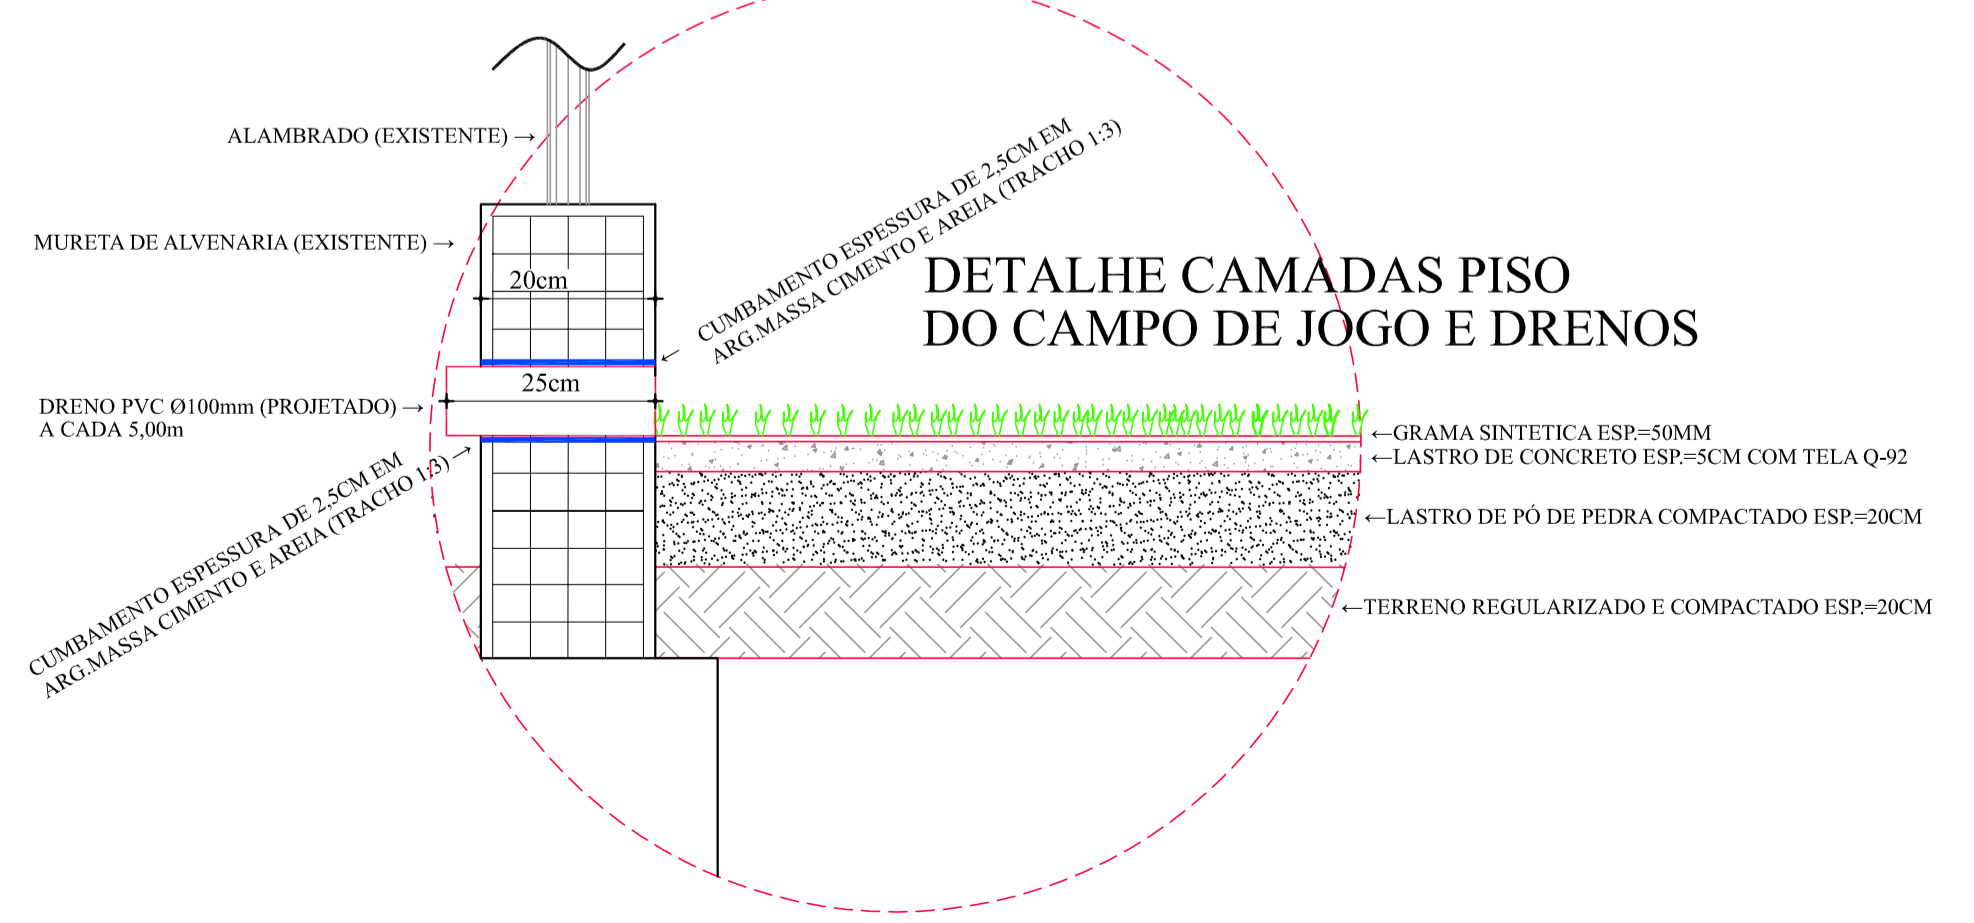 ALAMBRADO (EXISTENTE) →
MURETA DE ALVENARIA (EXISTENTE) →
20cm
CUMBAMENTO ESPESSURA DE 2,5CM EM
ARG.MASSA CIMENTO E AREIA (TRACHO 1:3)
DETALHE CAMADAS PISO
DO CAMPO DE JOGO E DRENOS
25cm
DRENO PVC Ø100mm (PROJETADO) →
A CADA 5,00m
CUMBAMENTO ESPESSURA DE 2,5CM EM
ARG.MASSA CIMENTO E AREIA (TRACHO 1:3)
←GRAMA SINTETICA ESP.=50MM
←LASTRO DE CONCRETO ESP.=5CM COM TELA Q-92
←LASTRO DE PÓ DE PEDRA COMPACTADO ESP.=20CM
←TERRENO REGULARIZADO E COMPACTADO ESP.=20CM